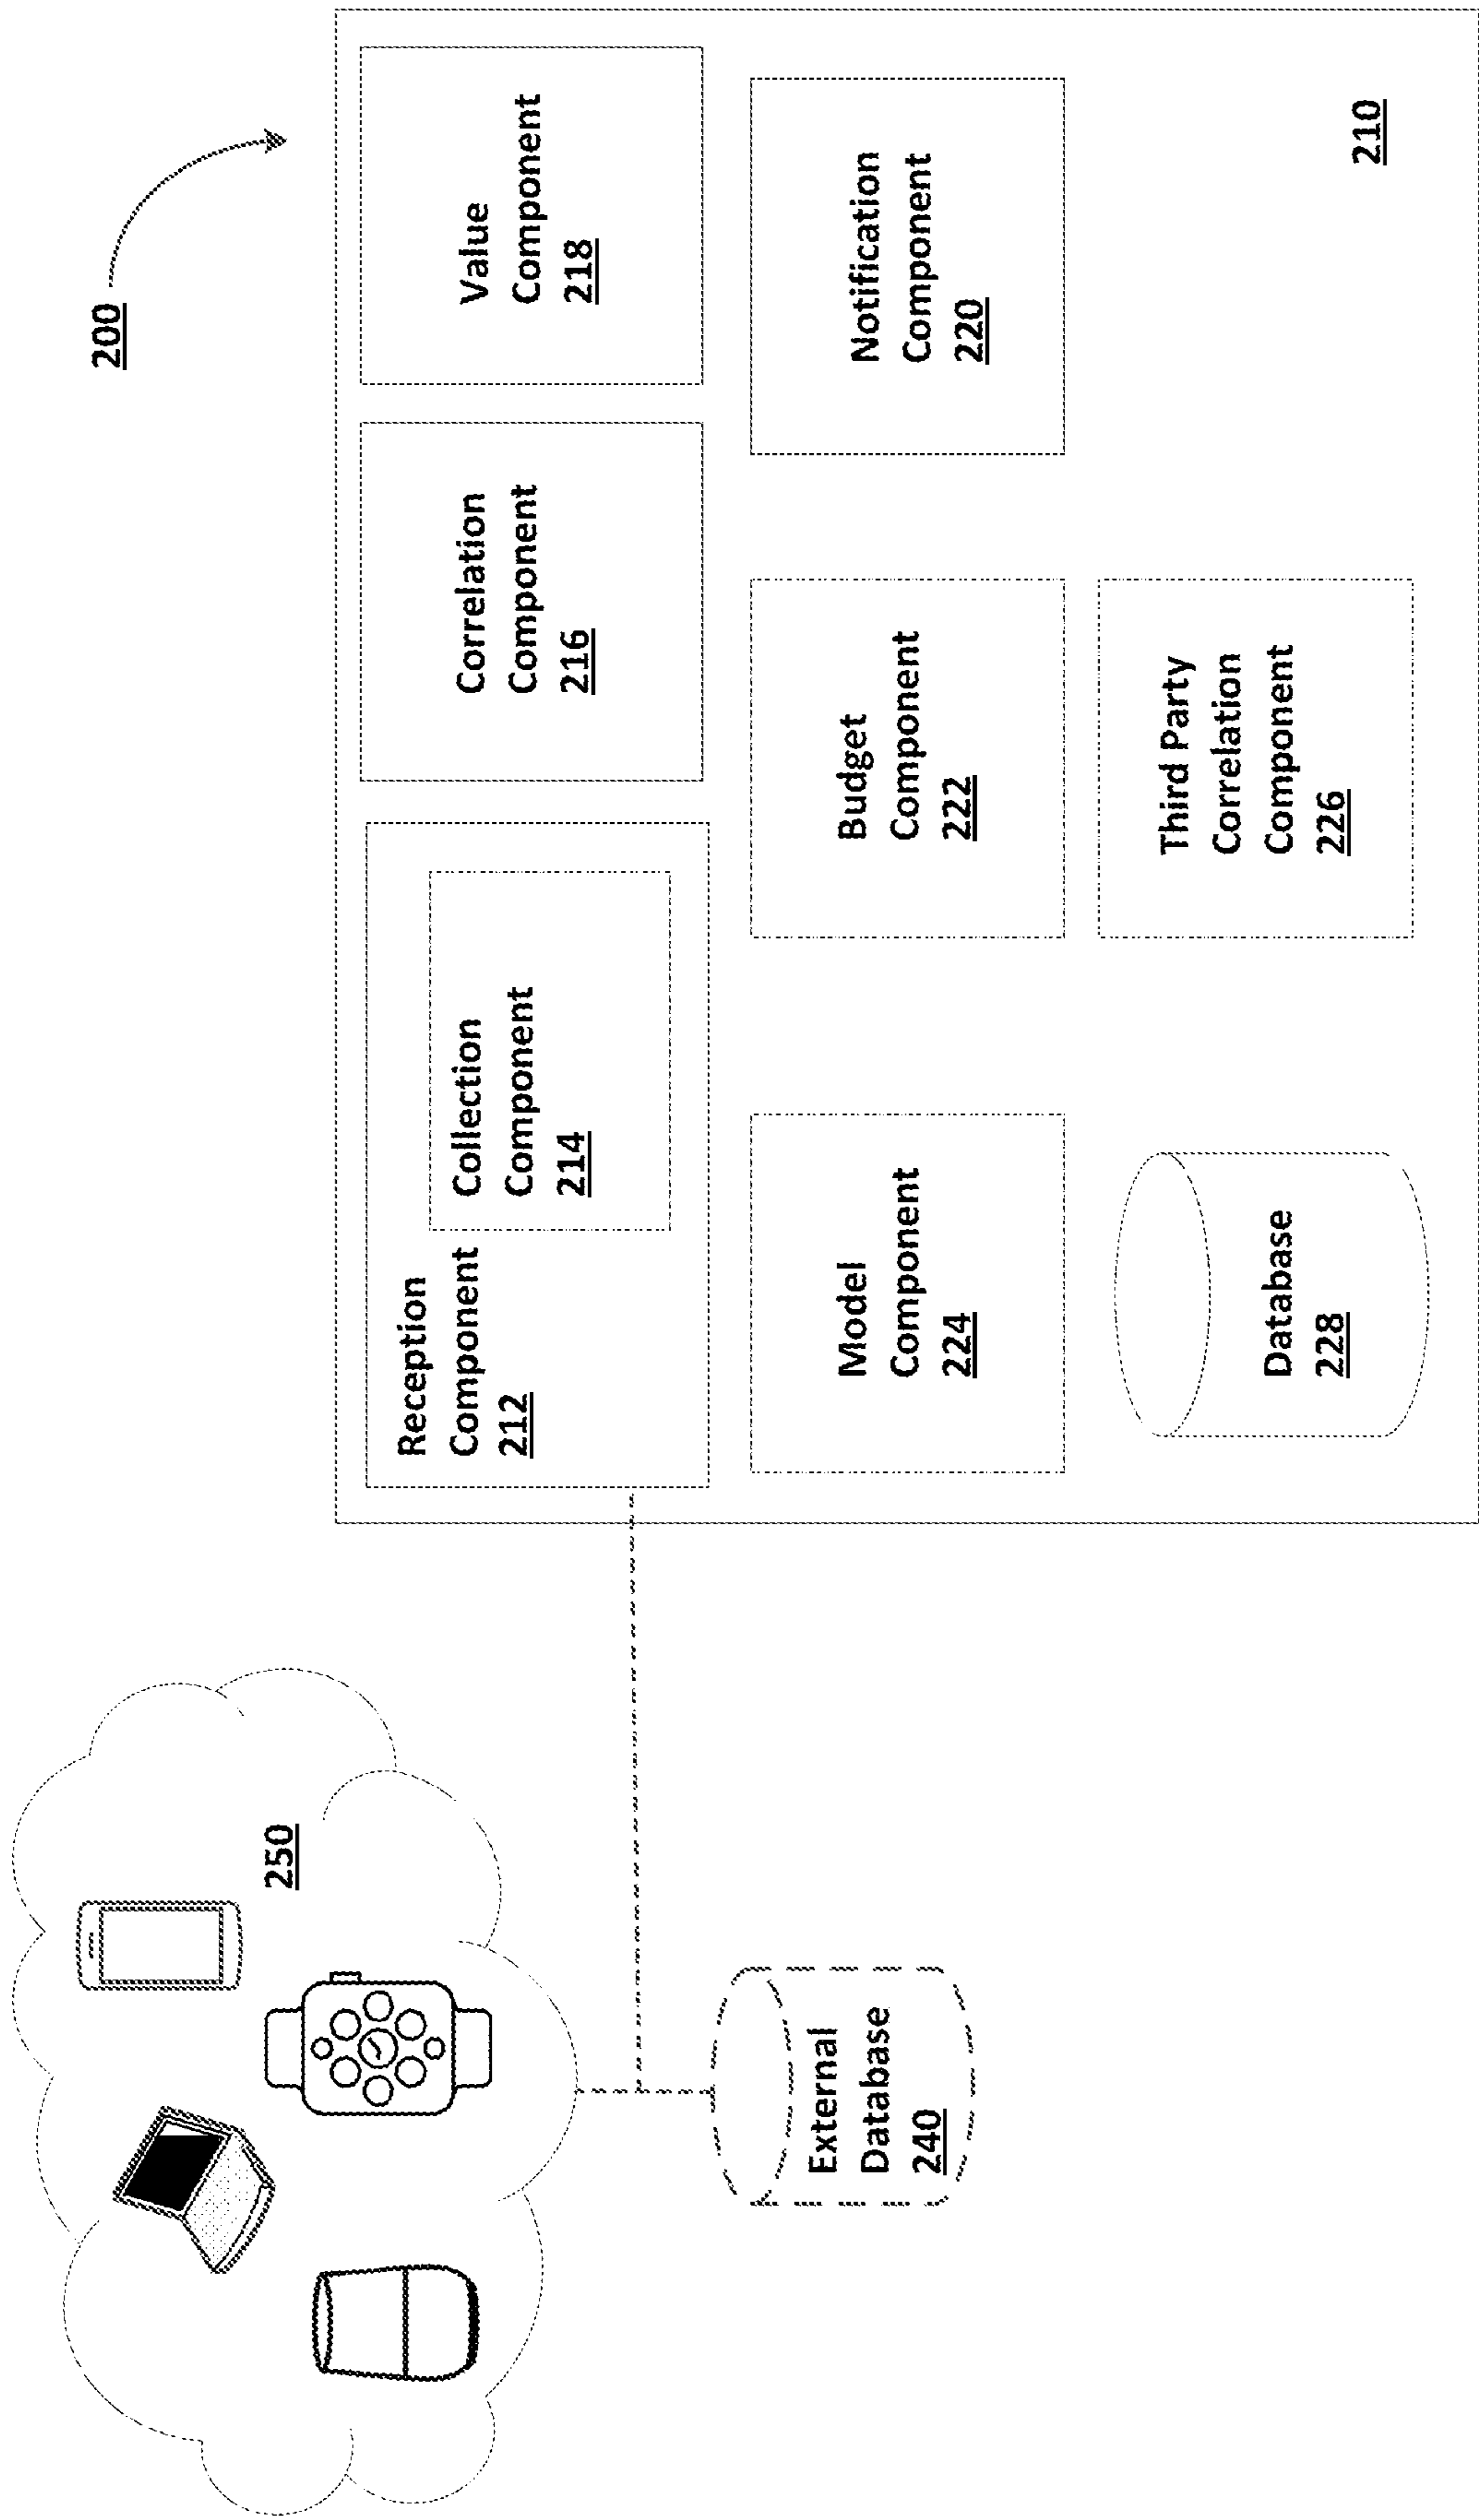 200
250
Reception
Component
212
Collection
Component
214
Correlation
Component
216
Value
Component
218
Model
Component
224
Budget
Component
222
Notification
Component
220
External
Database
240
Database
228
Third Party
Correlation
Component
226
210